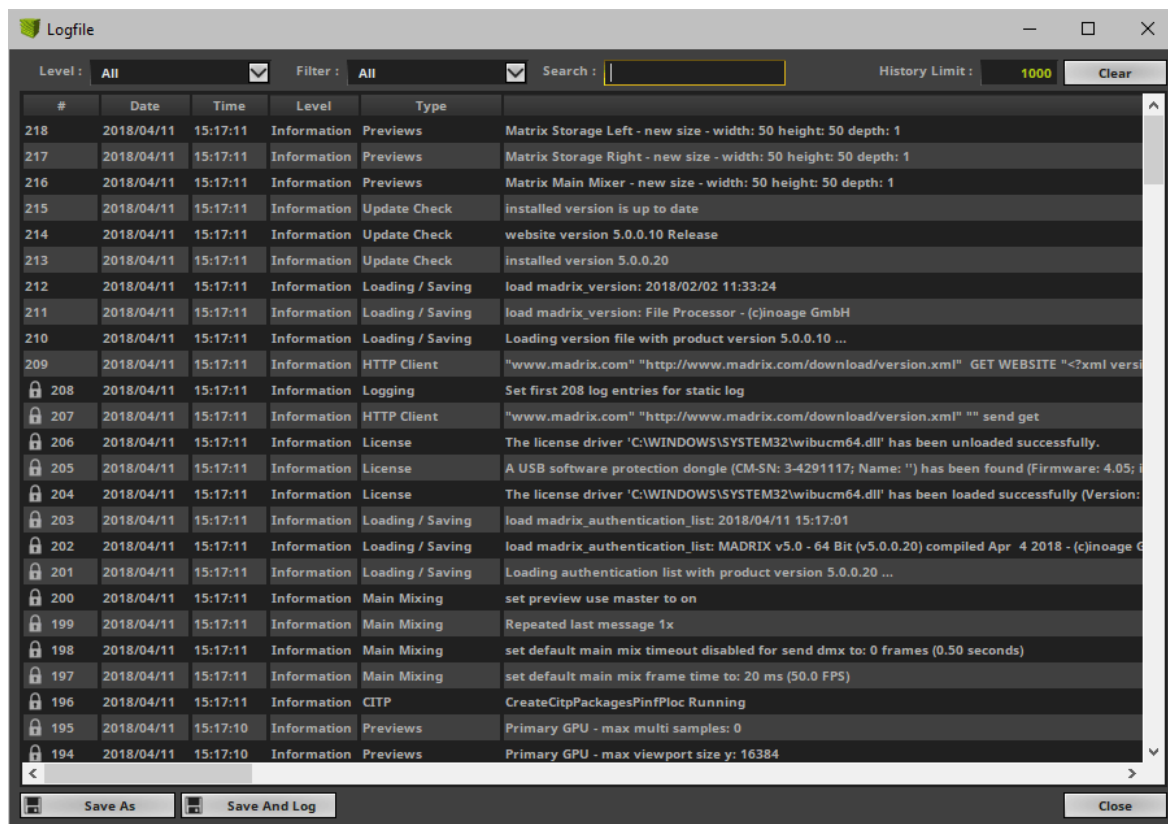 Logfile
Level : All Filter : All Search : History Limit : 1000 Clear
# Date Time Level Type
218 2018/04/11 15:17:11 Information Previews Matrix Storage Left - new size - width: 50 height: 50 depth: 1
217 2018/04/11 15:17:11 Information Previews Matrix Storage Right - new size - width: 50 height: 50 depth: 1
216 2018/04/11 15:17:11 Information Previews Matrix Main Mixer - new size - width: 50 height: 50 depth: 1
215 2018/04/11 15:17:11 Information Update Check installed version is up to date
214 2018/04/11 15:17:11 Information Update Check website version 5.0.0.10 Release
213 2018/04/11 15:17:11 Information Update Check installed version 5.0.0.20
212 2018/04/11 15:17:11 Information Loading / Saving load madrix_version: 2018/02/02 11:33:24
211 2018/04/11 15:17:11 Information Loading / Saving load madrix_version: File Processor - (c)inoage GmbH
210 2018/04/11 15:17:11 Information Loading / Saving Loading version file with product version 5.0.0.10 ...
209 2018/04/11 15:17:11 Information HTTP Client "www.madrix.com" "http://www.madrix.com/download/version.xml" GET WEBSITE "<?xml versi
208 2018/04/11 15:17:11 Information Logging Set first 208 log entries for static log
207 2018/04/11 15:17:11 Information HTTP Client "www.madrix.com" "http://www.madrix.com/download/version.xml" "" send get
206 2018/04/11 15:17:11 Information License The license driver 'C:\WINDOWS\SYSTEM32\wibucm64.dll' has been unloaded successfully.
205 2018/04/11 15:17:11 Information License A USB software protection dongle (CM-SN: 3-4291117; Name: '') has been found (Firmware: 4.05; i
204 2018/04/11 15:17:11 Information License The license driver 'C:\WINDOWS\SYSTEM32\wibucm64.dll' has been loaded successfully (Version:
203 2018/04/11 15:17:11 Information Loading / Saving load madrix_authentication_list: 2018/04/11 15:17:01
202 2018/04/11 15:17:11 Information Loading / Saving load madrix_authentication_list: MADRIX v5.0 - 64 Bit (v5.0.0.20) compiled Apr 4 2018 - (c)inoage G
201 2018/04/11 15:17:11 Information Loading / Saving Loading authentication list with product version 5.0.0.20 ...
200 2018/04/11 15:17:11 Information Main Mixing set preview use master to on
199 2018/04/11 15:17:11 Information Main Mixing Repeated last message 1x
198 2018/04/11 15:17:11 Information Main Mixing set default main mix timeout disabled for send dmx to: 0 frames (0.50 seconds)
197 2018/04/11 15:17:11 Information Main Mixing set default main mix frame time to: 20 ms (50.0 FPS)
196 2018/04/11 15:17:11 Information CITP CreateCitpPackagesPinfPloc Running
195 2018/04/11 15:17:10 Information Previews Primary GPU - max multi samples: 0
194 2018/04/11 15:17:10 Information Previews Primary GPU - max viewport size y: 16384
Save As Save And Log Close